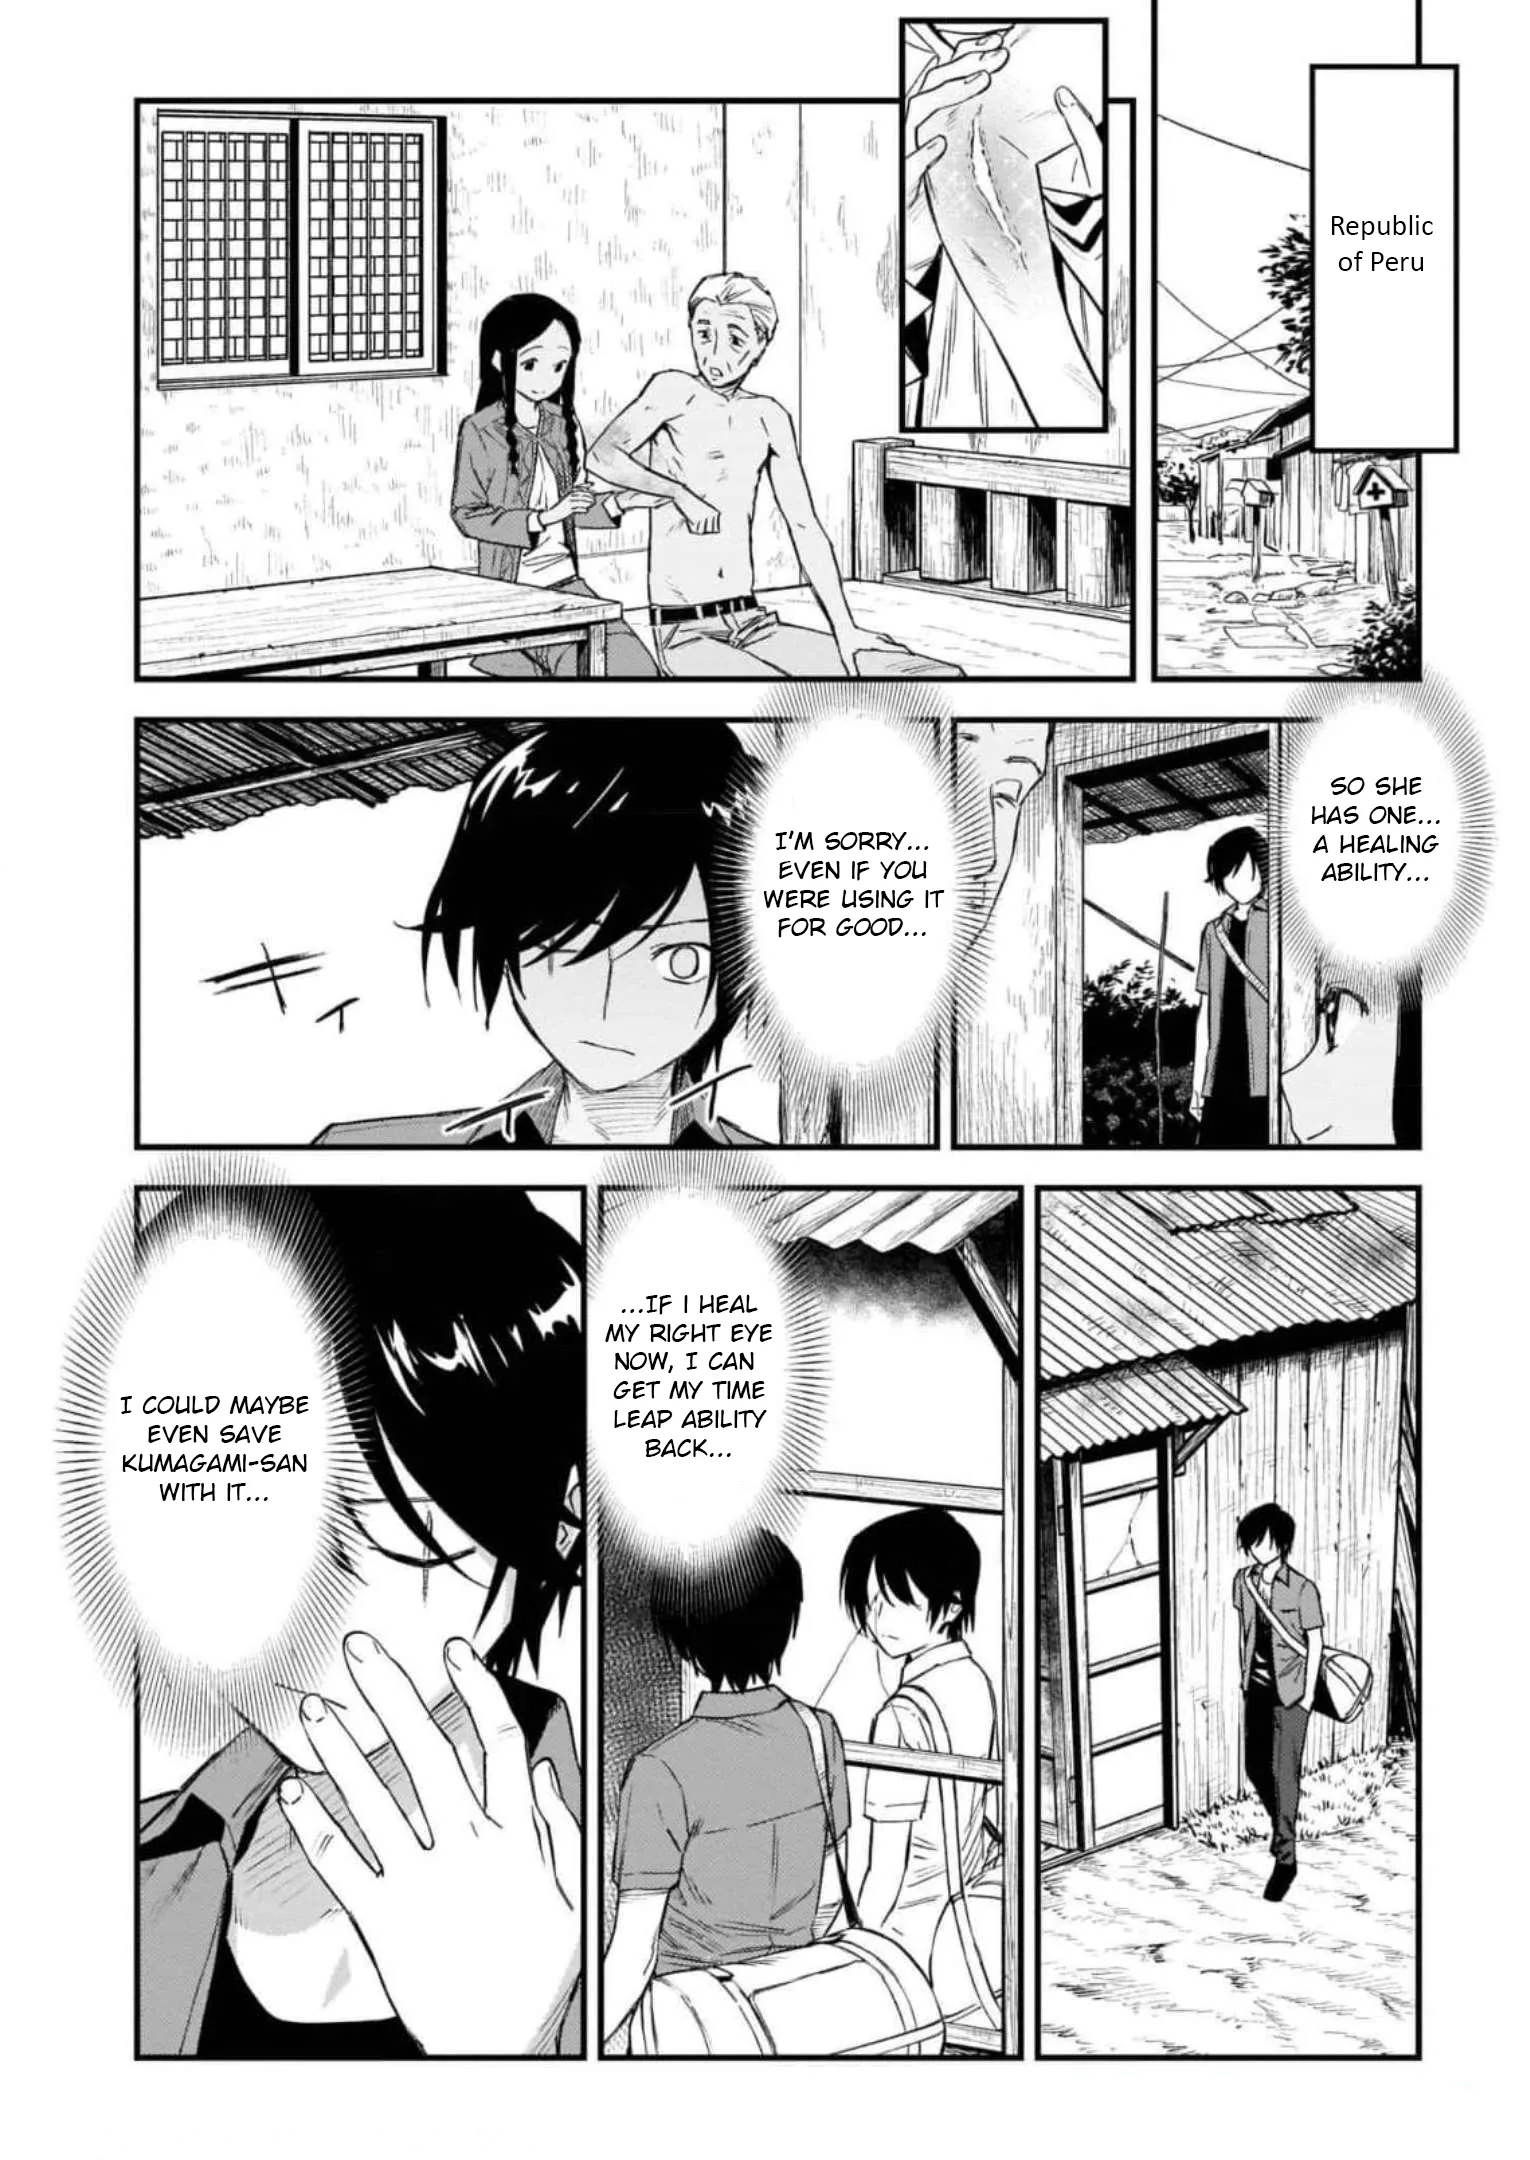 Republic
of Peru
SO SHE
HAS ONE...
A HEALING
ABILITY...
I'M SORRY...
EVEN IF YOU
WERE USING IT
FOR GOOD...
...IF I HEAL
MY RIGHT EYE
NOW, I CAN
GET MY TIME
LEAP ABILITY
BACK...
I COULD MAYBE
EVEN SAVE
KUMAGAMI-SAN
WITH IT...